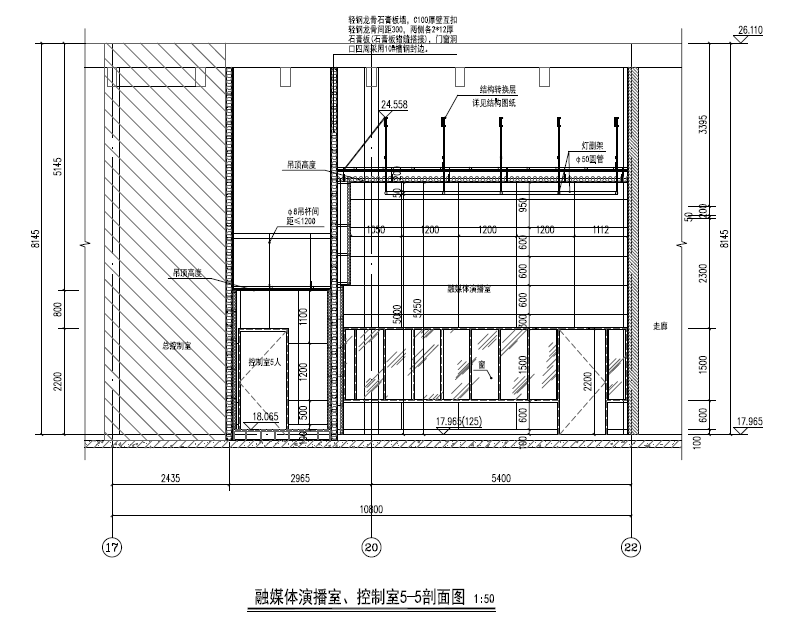 轻钢龙骨石膏板墙, C100厚竖互扣
轻钢龙骨间距300, 两侧各2*12厚
石膏板(石膏板错缝搭接), 门窗洞
口四周采用10#槽钢封边。
26.110
24.558
结构转换层
详见结构图纸
灯删架
φ50圆管
吊顶高度
φ8吊杆间
距≤1200
吊顶高度
5145
8145
800
2200
3395
200
50
2300
8145
1500
600
100
50
950
1350
1200
1200
1200
1112
600
600
600
300
5000
5250
融媒体演播室
走廊
1100
1200
500
控制室5人
18.065
窗
1500
2200
600
100
17.965(125)
17.965
2435
2965
5400
10800
17
20
22
融媒体演播室、控制室5-5剖面图 1:50